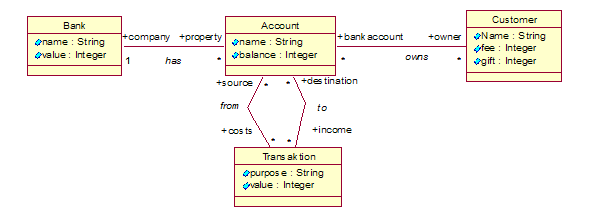 Bank
name : String
value : Integer
+company
+property
1
has
*
Account
name : String
balance : Integer
+bankaccount
+owner
*
owns
*
Customer
Name : String
fee : Integer
gift : Integer
+source
*
*
+destination
from
to
+costs
*
*
+income
Transaktion
purpose : String
value : Integer